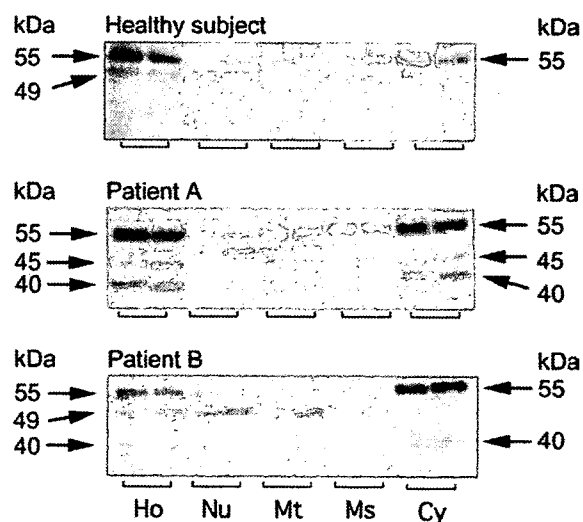 kDa Healthy subject kDa
55 55
49
kDa Patient A kDa
55 55
45 45
40 40
kDa Patient B kDa
55 55
49
40 40
Ho Nu Mt Ms Cy